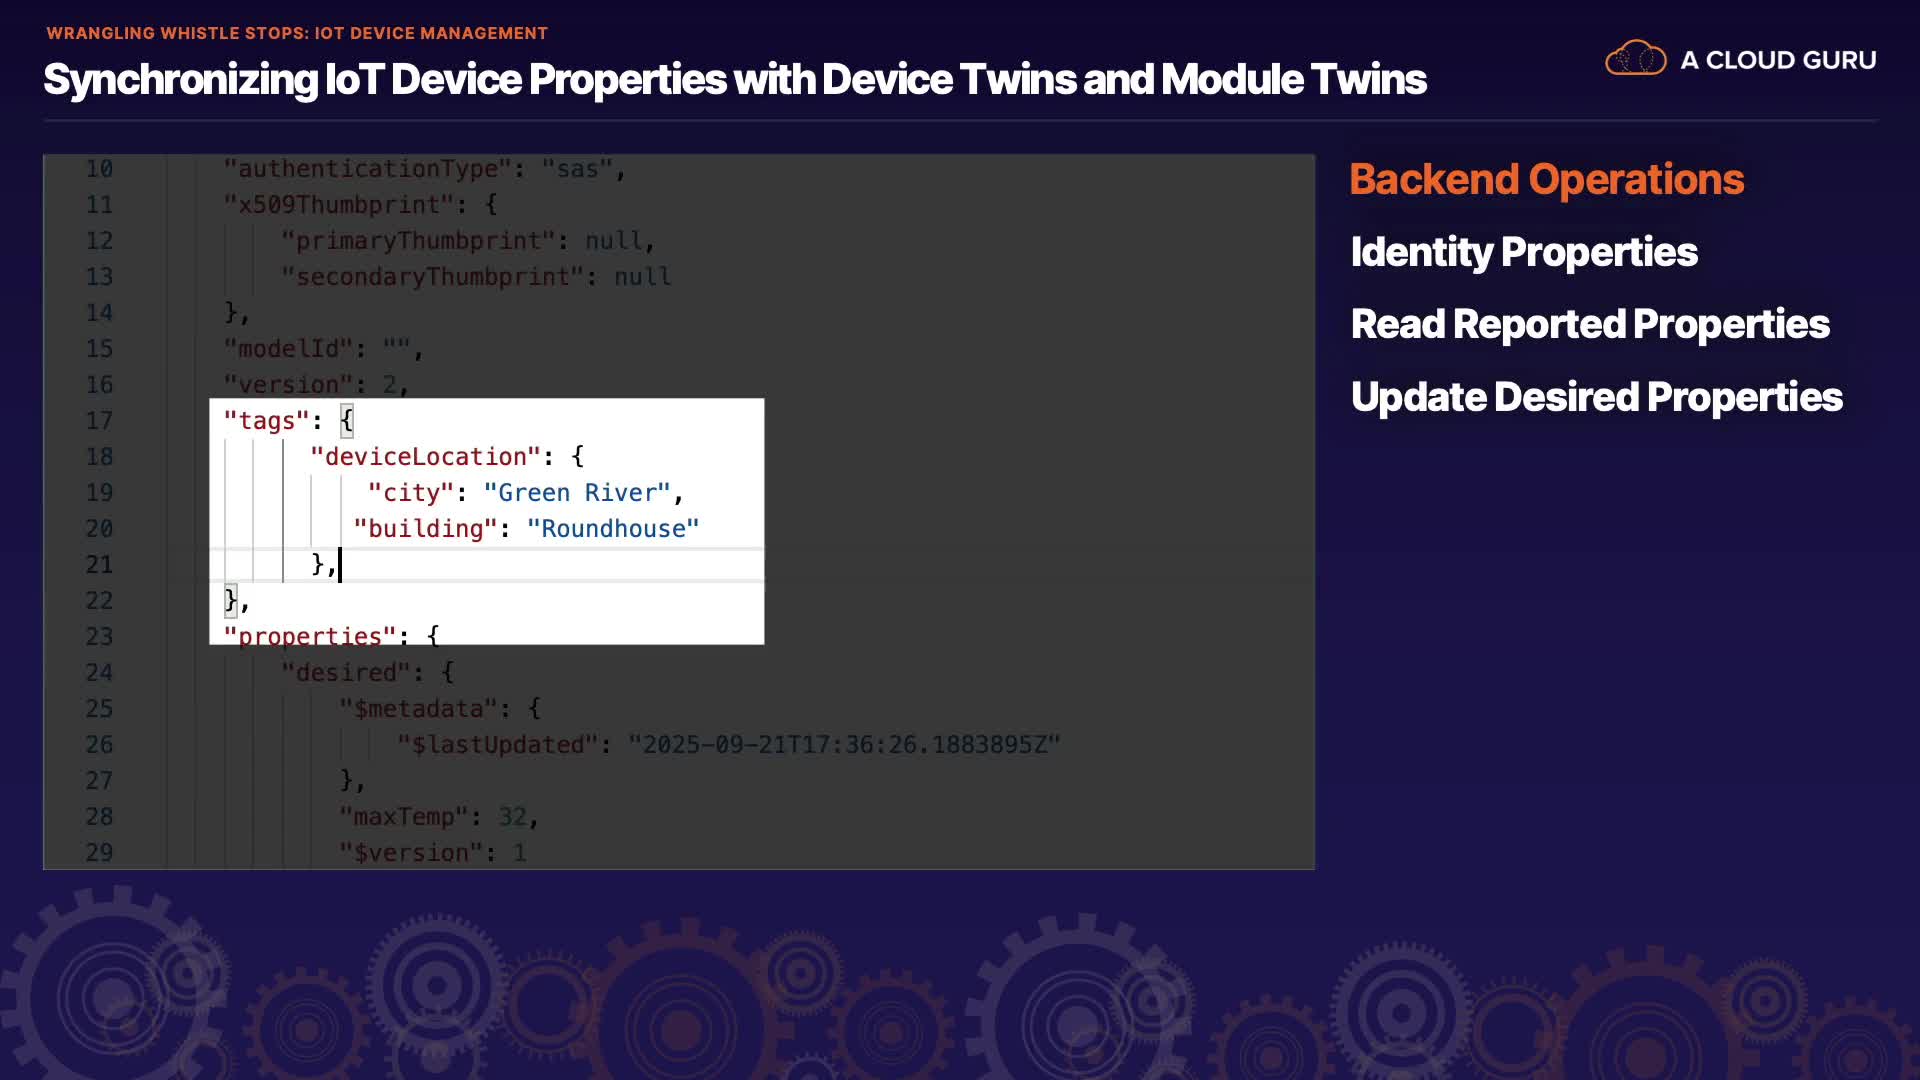 WRANGLING WHISTLE STOPS: IOT DEVICE MANAGEMENT
Synchronizing IoT Device Properties with Device Twins and Module Twins
A CLOUD GURU
10 "authenticationType": "sas",
11 "x509Thumbprint": {
12 "primaryThumbprint": null,
13 "secondaryThumbprint": null
14 },
15 "modelId": "",
16 "version": 2,
17 "tags": {
18 "deviceLocation": {
19 "city": "Green River",
20 "building": "Roundhouse"
21 },
22 },
23 "properties": {
24 "desired": {
25 "$metadata": {
26 "$lastUpdated": "2025-09-21T17:36:26.1883895Z"
27 },
28 "maxTemp": 32,
29 "$version": 1
Backend Operations
Identity Properties
Read Reported Properties
Update Desired Properties